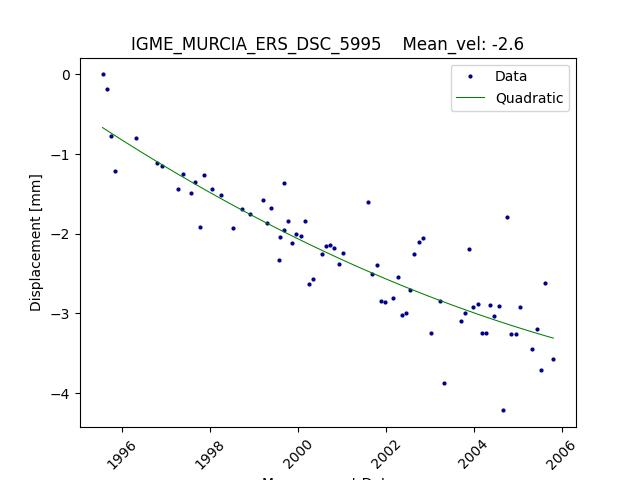 IGME_MURCIA_ERS_DSC_5995    Mean_vel: -2.6
Data
Quadratic
Displacement [mm]
0
−1
−2
−3
−4
1996
1998
2000
2002
2004
2006